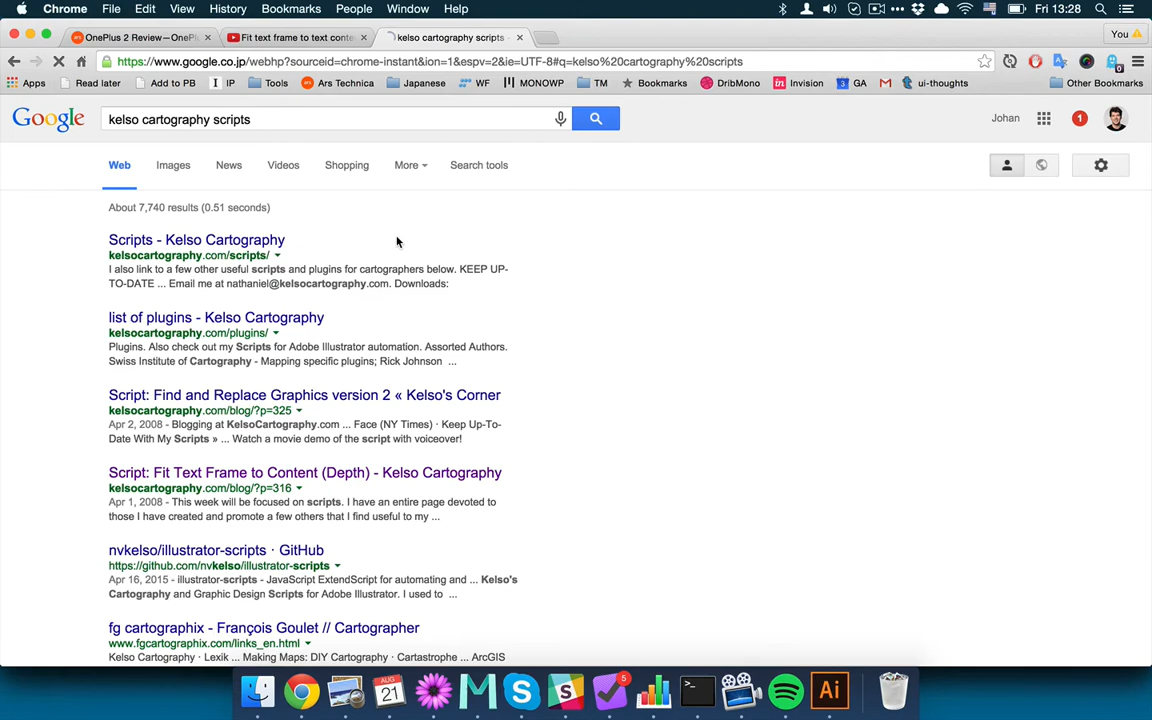 Chrome File Edit View History Bookmarks People Window Help Fri 13:28
OnePlus 2 Review—OnePl Fit text frame to text conte kelso cartography scripts - You
https://www.google.co.jp/webhp?sourceid=chrome-instant&ion=1&espv=2&ie=UTF-8#q=kelso%20cartography%20scripts
Apps Read later Add to PB IP Tools Ars Technica Japanese WF MONOWP TM Bookmarks DribMono Invision GA ui-thoughts Other Bookmarks
Google kelso cartography scripts Johan 1
Web Images News Videos Shopping More Search tools
About 7,740 results (0.51 seconds)
Scripts - Kelso Cartography
kelsocartography.com/scripts/
I also link to a few other useful scripts and plugins for cartographers below. KEEP UP-
TO-DATE ... Email me at nathaniel@kelsocartography.com. Downloads:
list of plugins - Kelso Cartography
kelsocartography.com/plugins/
Plugins. Also check out my Scripts for Adobe Illustrator automation. Assorted Authors.
Swiss Institute of Cartography - Mapping specific plugins; Rick Johnson ...
Script: Find and Replace Graphics version 2 « Kelso's Corner
kelsocartography.com/blog/?p=325
Apr 2, 2008 - Blogging at KelsoCartography.com ... Face (NY Times) · Keep Up-To-
Date With My Scripts » ... Watch a movie demo of the script with voiceover!
Script: Fit Text Frame to Content (Depth) - Kelso Cartography
kelsocartography.com/blog/?p=316
Apr 1, 2008 - This week will be focused on scripts. I have an entire page devoted to
those I have created and promote a few others that I find useful to my ...
nvkelso/illustrator-scripts · GitHub
https://github.com/nvkelso/illustrator-scripts
Apr 16, 2015 - illustrator-scripts - JavaScript ExtendScript for automating and ... Kelso's
Cartography and Graphic Design Scripts for Adobe Illustrator. I used to ...
fg cartographix - François Goulet // Cartographer
www.fgcartographix.com/links_en.html
Kelso Cartography · Lexik ... Making Maps: DIY Cartography · Cartastrophe ... ArcGIS
AUG
21
5
Ai